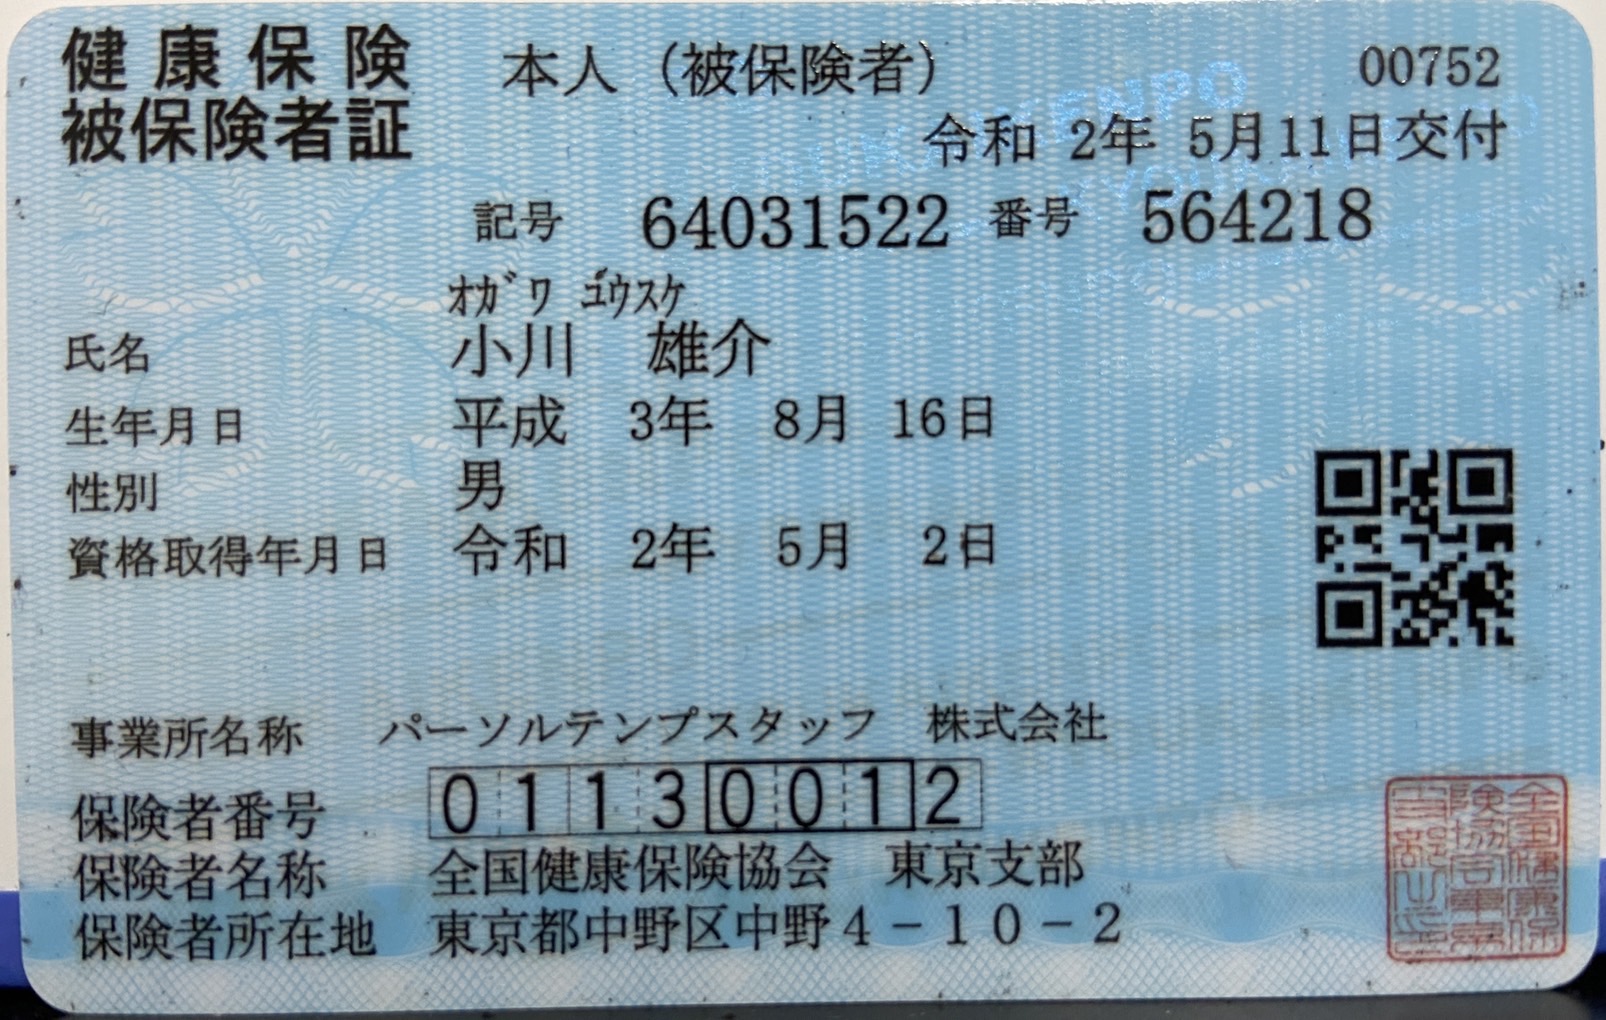 健康保険 本人（被保険者） 00752
被保険者証 令和 2年 5月11日交付
記号 64031522 番号 564218
ｵｶﾞﾜ ﾕｳｽｹ
氏名 小川 雄介
生年月日 平成 3年 8月 16日
性別 男
資格取得年月日 令和 2年 5月 2日
事業所名称 パーソルテンプスタッフ 株式会社
保険者番号 01130012
保険者名称 全国健康保険協会 東京支部
保険者所在地 東京都中野区中野４－１０－２